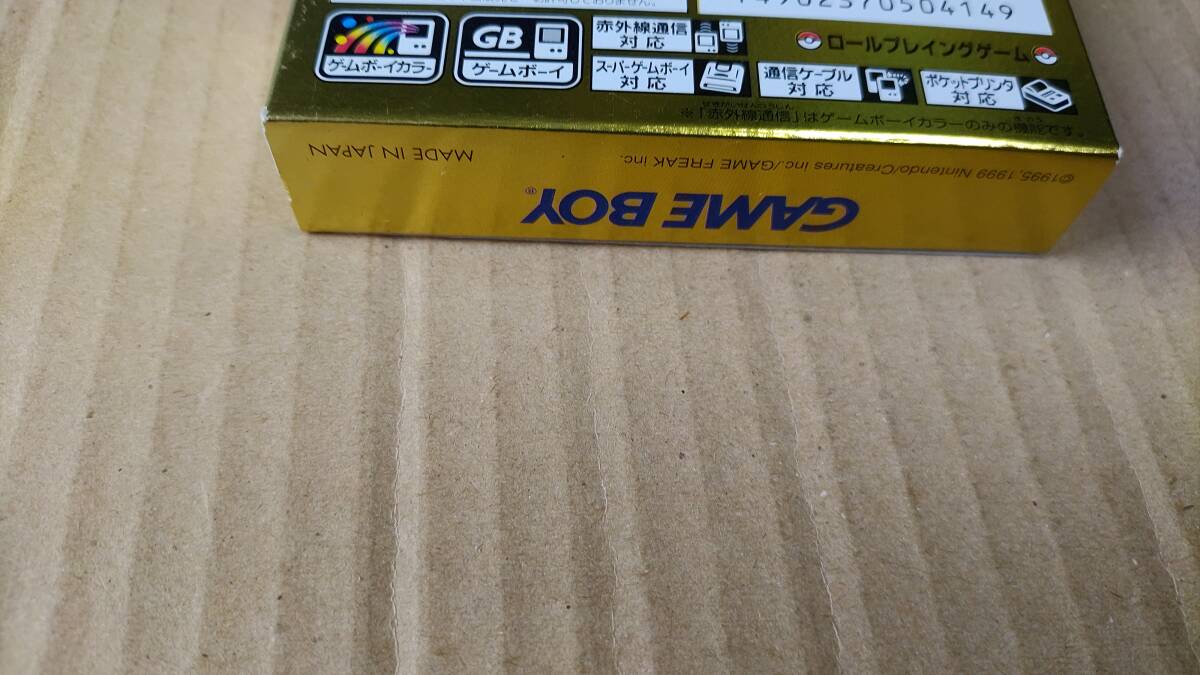 4902370504149
ゲームボーイカラー
GB
ゲームボーイ
赤外線通信
対応
スーパーゲームボーイ
対応
ロールプレイングゲーム
通信ケーブル
対応
ポケットプリンタ
対応
※「赤外線通信」はゲームボーイカラーのみの機能です。
©1995,1999 Nintendo/Creatures inc./GAME FREAK inc.
MADE IN JAPAN
GAME BOY®